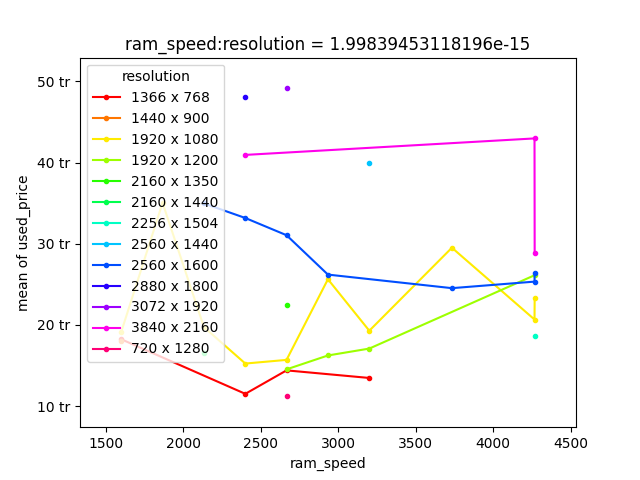 ram_speed:resolution = 1.99839453118196e-15
mean of used_price
50 tr
40 tr
30 tr
20 tr
10 tr
resolution
1366 x 768
1440 x 900
1920 x 1080
1920 x 1200
2160 x 1350
2160 x 1440
2256 x 1504
2560 x 1440
2560 x 1600
2880 x 1800
3072 x 1920
3840 x 2160
720 x 1280
1500 2000 2500 3000 3500 4000 4500
ram_speed